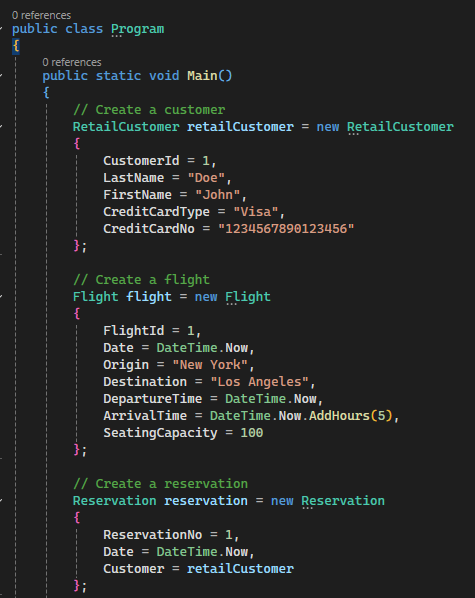 0 references
public class Program
{
0 references
public static void Main()
{
// Create a customer
RetailCustomer retailCustomer = new RetailCustomer
{
CustomerId = 1,
LastName = "Doe",
FirstName = "John",
CreditCardType = "Visa",
CreditCardNo = "1234567890123456"
};
// Create a flight
Flight flight = new Flight
{
FlightId = 1,
Date = DateTime.Now,
Origin = "New York",
Destination = "Los Angeles",
DepartureTime = DateTime.Now,
ArrivalTime = DateTime.Now.AddHours(5),
SeatingCapacity = 100
};
// Create a reservation
Reservation reservation = new Reservation
{
ReservationNo = 1,
Date = DateTime.Now,
Customer = retailCustomer
};